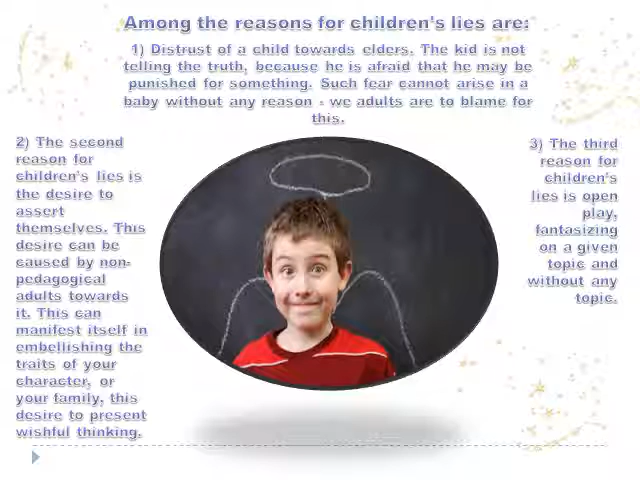 Among the reasons for children's lies are:
1) Distrust of a child towards elders. The kid is not
telling the truth, because he is afraid that he may be
punished for something. Such fear cannot arise in a
baby without any reason - we adults are to blame for
this.
2) The second
reason for
children's lies is
the desire to
assert
themselves. This
desire can be
caused by non-
pedagogical
adults towards
it. This can
manifest itself in
embellishing the
traits of your
character, or
your family, this
desire to present
wishful thinking.
3) The third
reason for
children's
lies is open
play,
fantasizing
on a given
topic and
without any
topic.